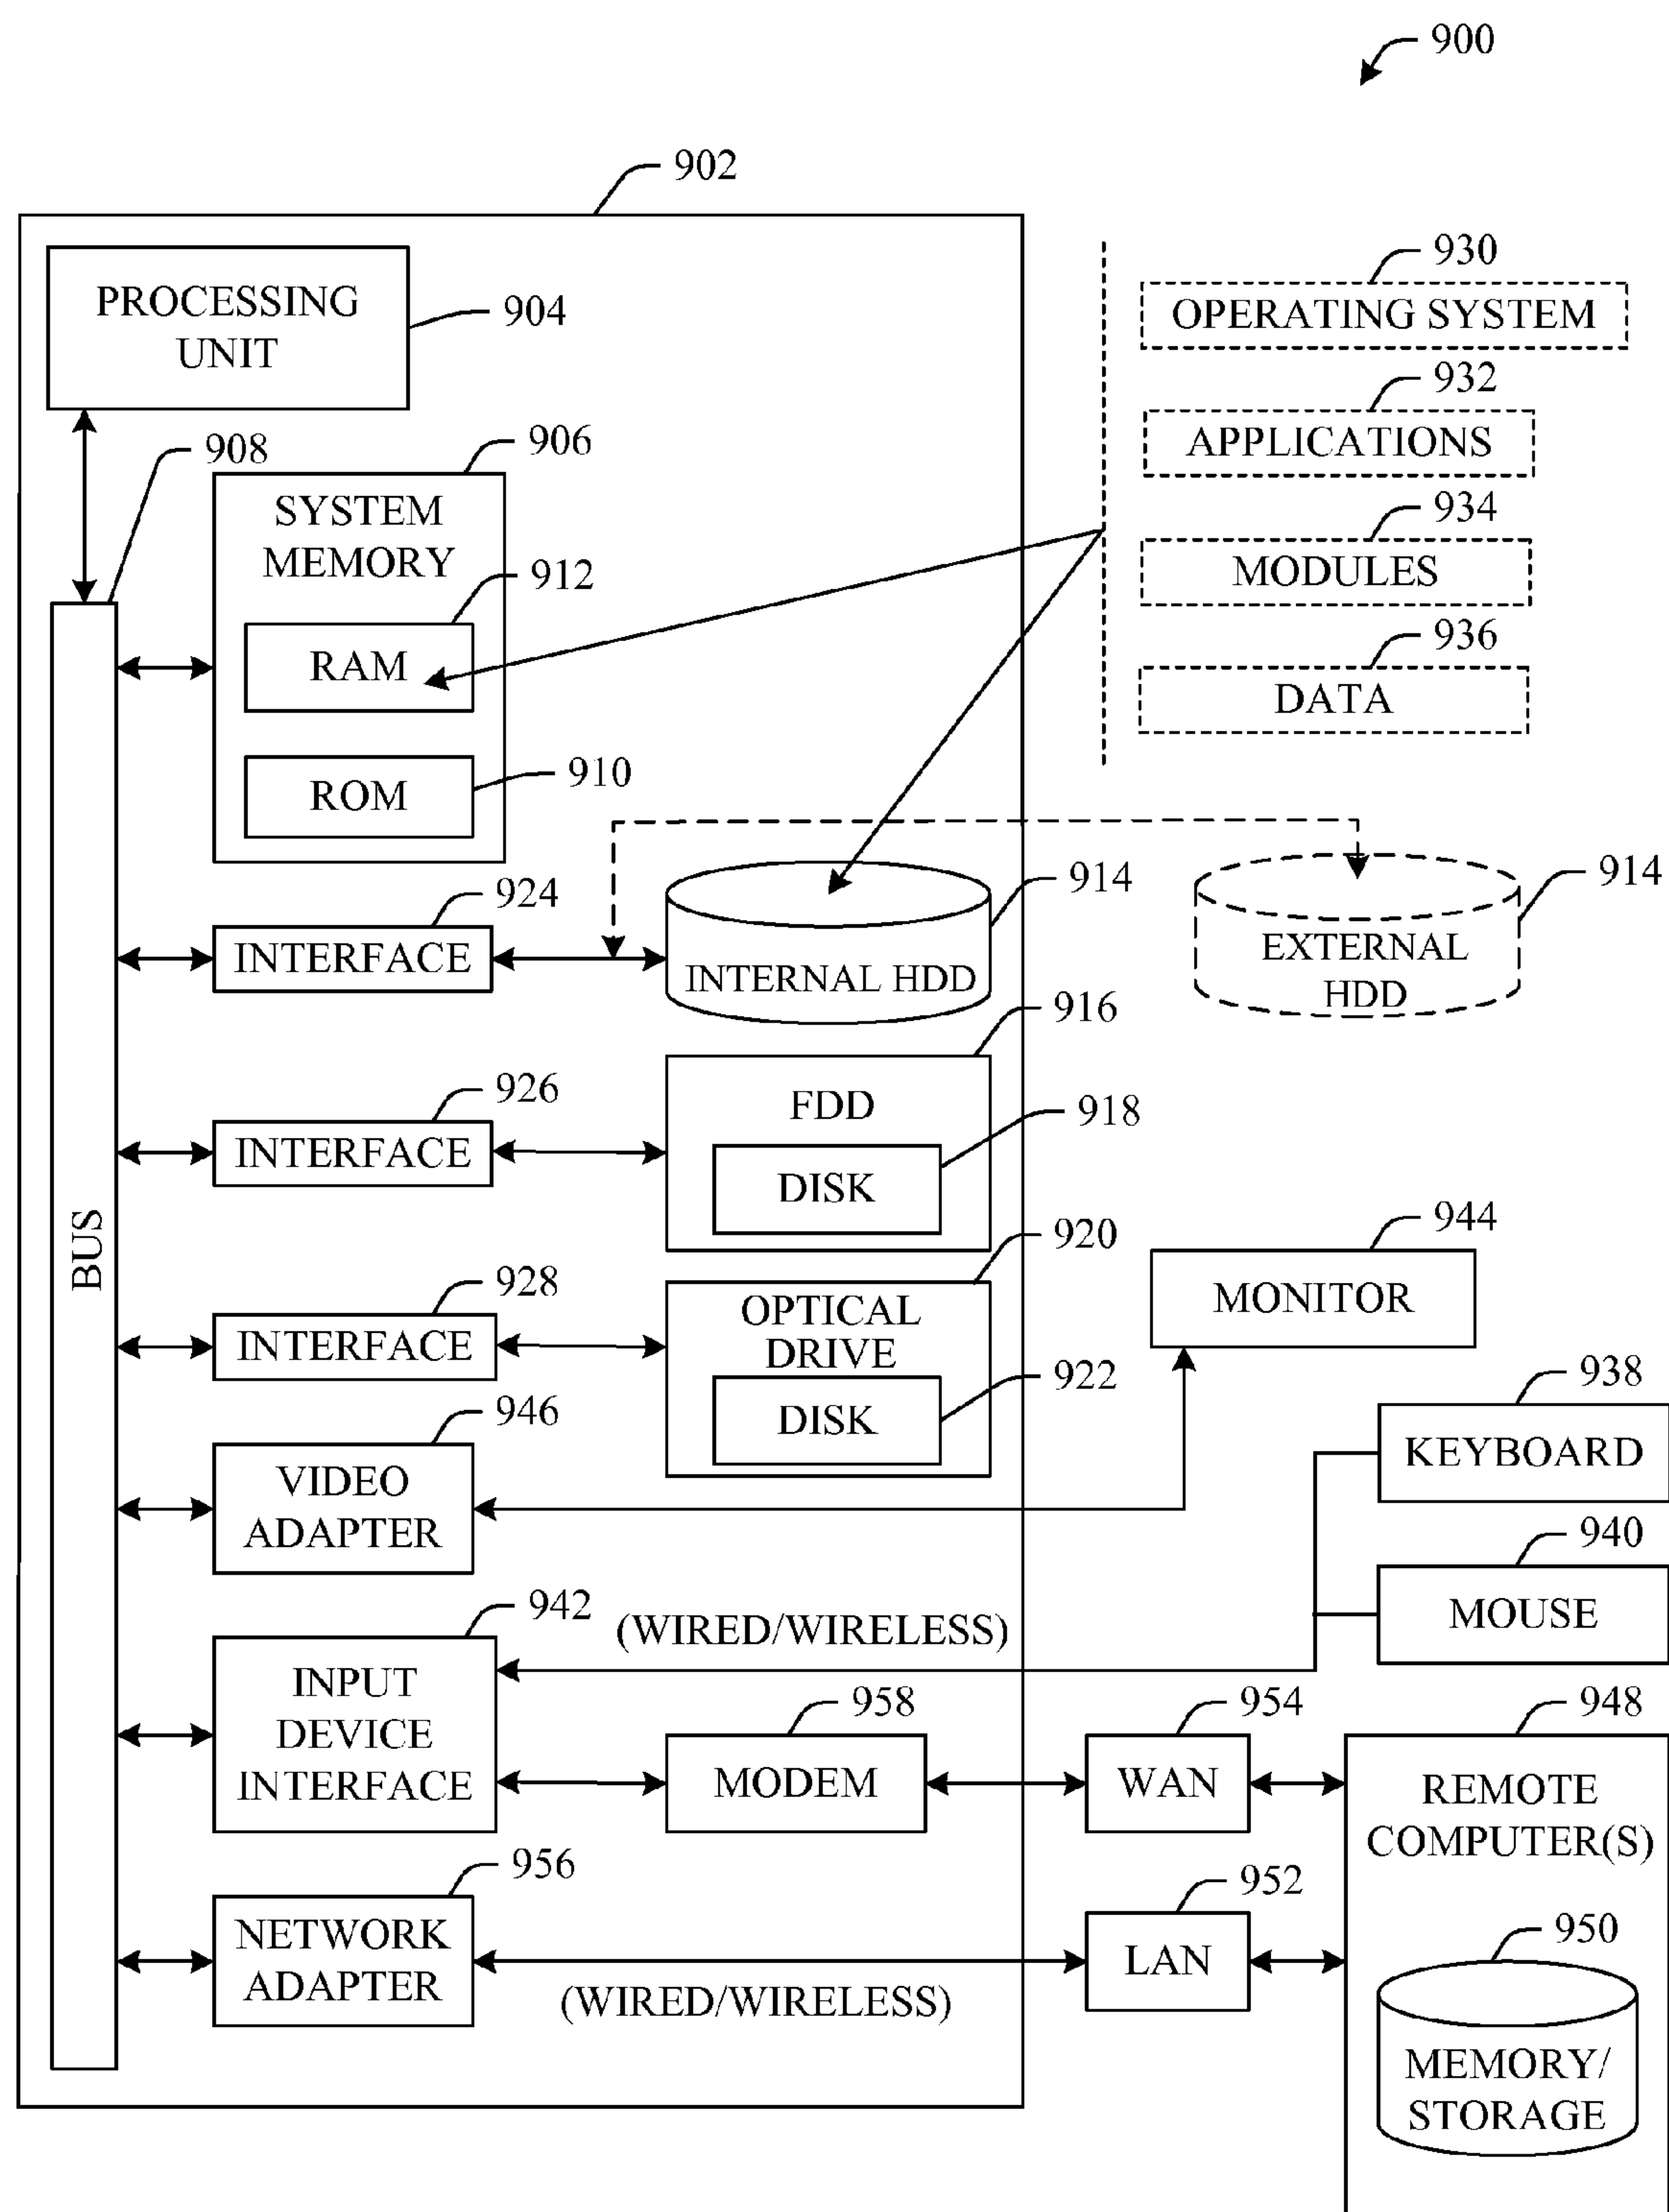 900
902
PROCESSING
UNIT
904
930
OPERATING SYSTEM
932
APPLICATIONS
934
MODULES
936
DATA
908
906
SYSTEM
MEMORY
912
RAM
910
ROM
924
INTERFACE
914
INTERNAL HDD
914
EXTERNAL
HDD
926
INTERFACE
916
FDD
918
DISK
BUS
928
INTERFACE
920
OPTICAL
DRIVE
922
DISK
944
MONITOR
946
VIDEO
ADAPTER
938
KEYBOARD
940
MOUSE
942
(WIRED/WIRELESS)
INPUT
DEVICE
INTERFACE
958
MODEM
954
WAN
948
REMOTE
COMPUTER(S)
956
NETWORK
ADAPTER
(WIRED/WIRELESS)
952
LAN
950
MEMORY/
STORAGE